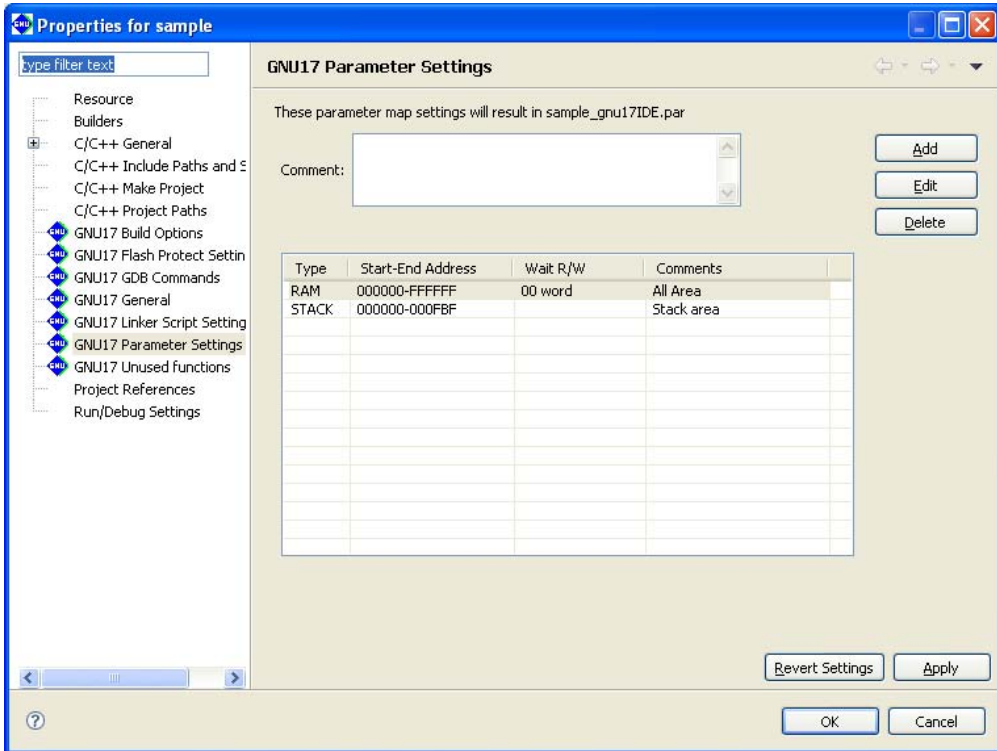 Properties for sample
type filter text
Resource
Builders
C/C++ General
C/C++ Include Paths and S
C/C++ Make Project
C/C++ Project Paths
GNU17 Build Options
GNU17 Flash Protect Settin
GNU17 GDB Commands
GNU17 General
GNU17 Linker Script Setting
GNU17 Parameter Settings
GNU17 Unused functions
Project References
Run/Debug Settings
GNU17 Parameter Settings
These parameter map settings will result in sample_gnu17IDE.par
Comment:
Add
Edit
Delete
Type Start-End Address Wait R/W Comments
RAM 000000-FFFFFF 00 word All Area
STACK 000000-000FBF Stack area
Revert Settings Apply
OK Cancel